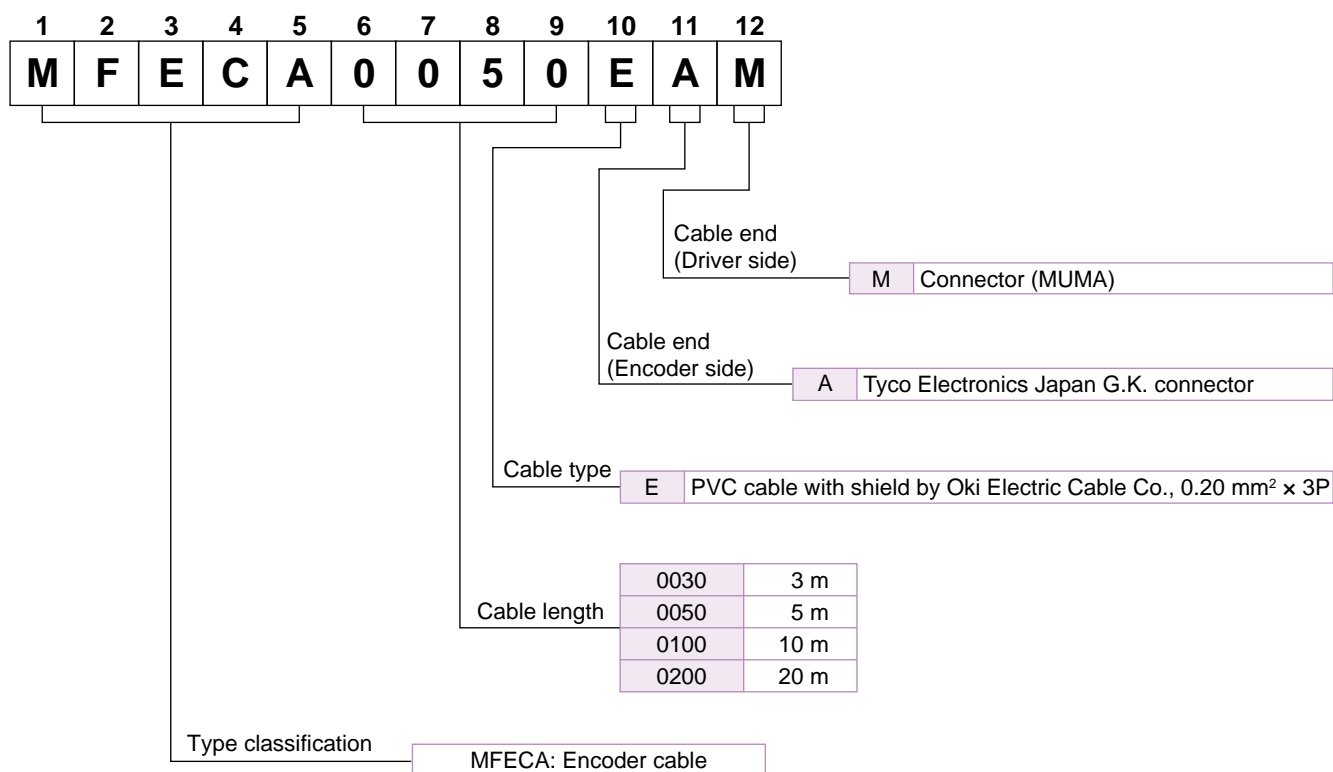 1 2 3 4 5 6 7 8 9 10 11 12
M F E C A 0 0 5 0 E A M
Cable end
(Driver side)
M Connector (MUMA)
Cable end
(Encoder side)
A Tyco Electronics Japan G.K. connector
Cable type
E PVC cable with shield by Oki Electric Cable Co., 0.20 mm² × 3P
Cable length
0030 3 m
0050 5 m
0100 10 m
0200 20 m
Type classification
MFECA: Encoder cable